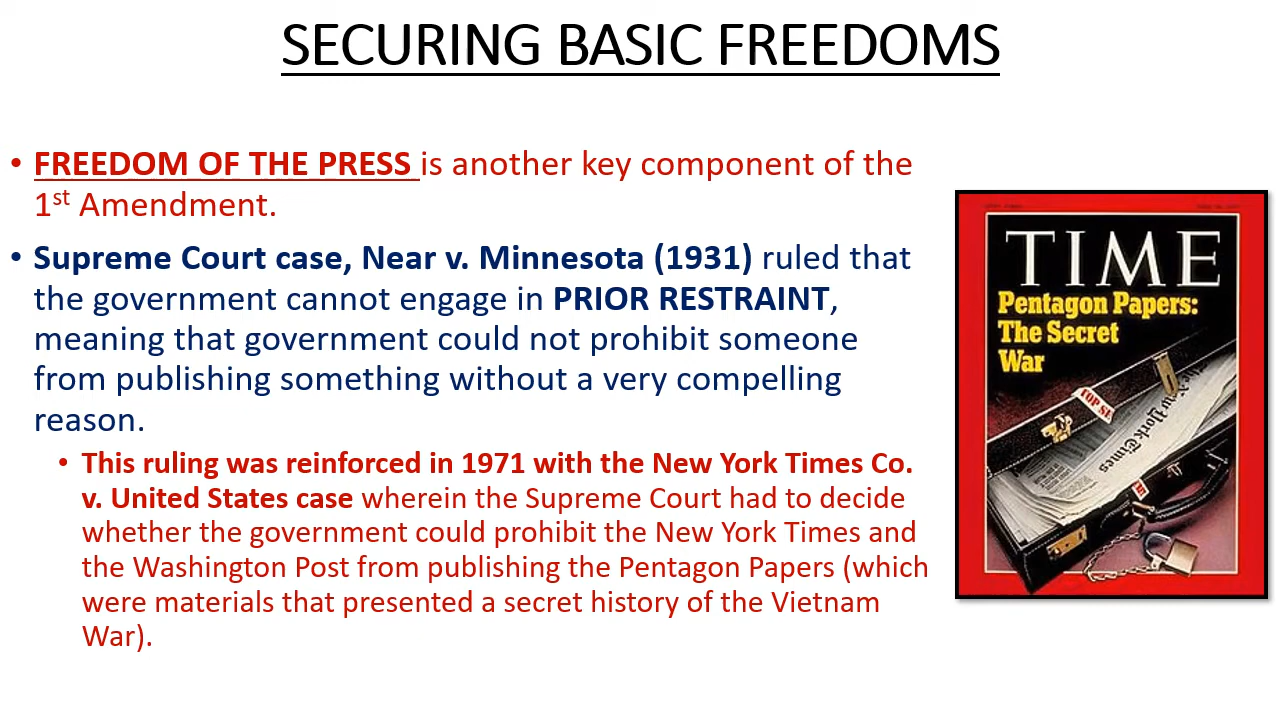 SECURING BASIC FREEDOMS
• FREEDOM OF THE PRESS is another key component of the
1st Amendment.
• Supreme Court case, Near v. Minnesota (1931) ruled that
the government cannot engage in PRIOR RESTRAINT,
meaning that government could not prohibit someone
from publishing something without a very compelling
reason.
• This ruling was reinforced in 1971 with the New York Times Co.
v. United States case wherein the Supreme Court had to decide
whether the government could prohibit the New York Times and
the Washington Post from publishing the Pentagon Papers (which
were materials that presented a secret history of the Vietnam
War).
TIME
Pentagon Papers:
The Secret
War
TOP SE
New York Times